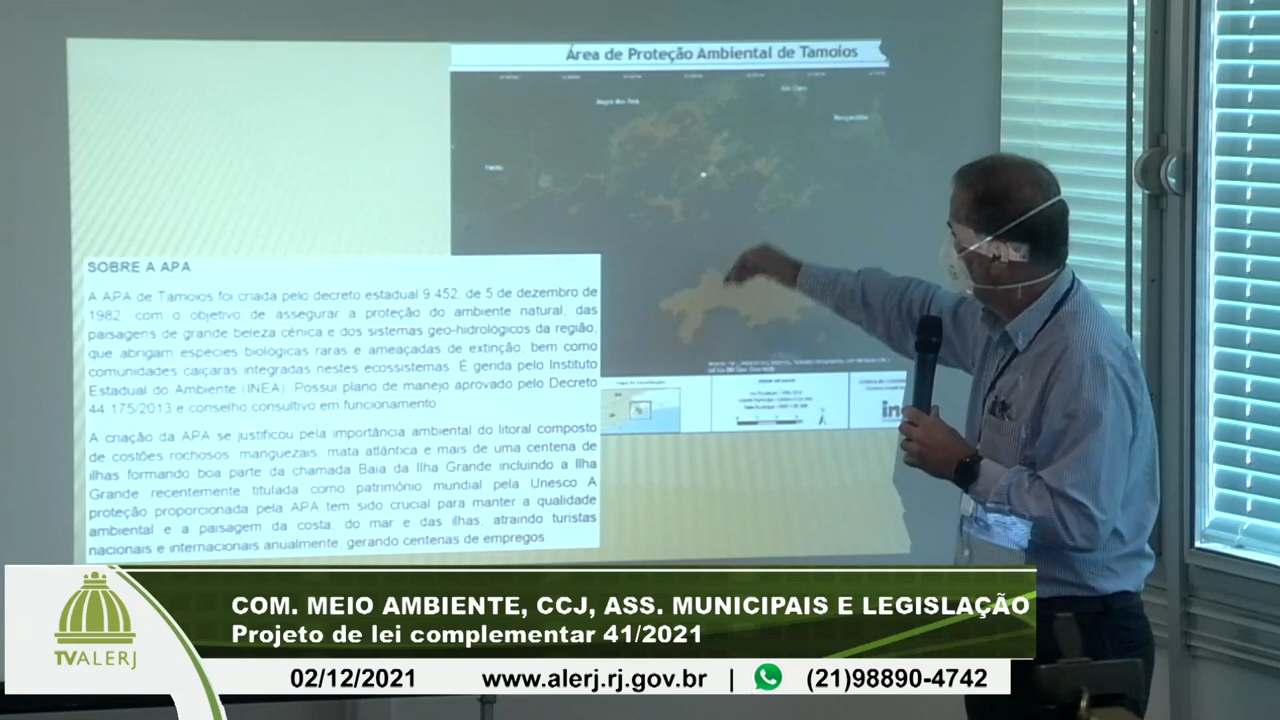 Área de Proteção Ambiental de Tamoios
Angra dos Reis
Rio Claro
Mangaratiba
Paraty
SOBRE A APA
A APA de Tamoios foi criada pelo decreto estadual 9.452, de 5 de dezembro de
1982, com o objetivo de assegurar a proteção do ambiente natural, das
paisagens de grande beleza cênica e dos sistemas geo-hidrológicos da região,
que abrigam espécies biológicas raras e ameaçadas de extinção, bem como
comunidades caiçaras integradas nestes ecossistemas. É gerida pelo Instituto
Estadual do Ambiente (INEA). Possui plano de manejo aprovado pelo Decreto
44.175/2013 e conselho consultivo em funcionamento
A criação da APA se justificou pela importância ambiental do litoral composto
de costões rochosos, manguezais, mata atlântica e mais de uma centena de
ilhas formando boa parte da chamada Baia da Ilha Grande incluindo a Ilha
Grande recentemente titulada como patrimônio mundial pela Unesco A
proteção proporcionada pela APA tem sido crucial para manter a qualidade
ambiental e a paisagem da costa, do mar e das ilhas, atraindo turistas
nacionais e internacionais anualmente, gerando centenas de empregos.
COM. MEIO AMBIENTE, CCJ, ASS. MUNICIPAIS E LEGISLAÇÃO
Projeto de lei complementar 41/2021
TVALERJ
02/12/2021 www.alerj.rj.gov.br | (21)98890-4742